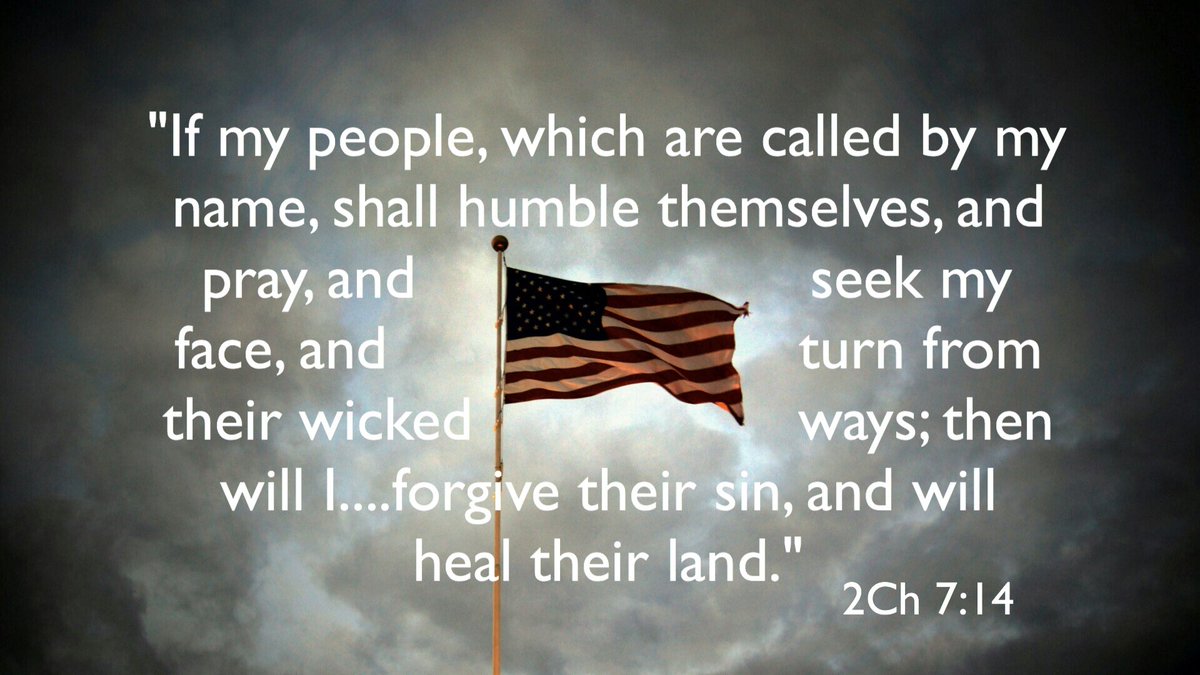 "If my people, which are called by my
name, shall humble themselves, and
pray, and seek my
face, and turn from
their wicked ways; then
will I....forgive their sin, and will
heal their land."
2Ch 7:14